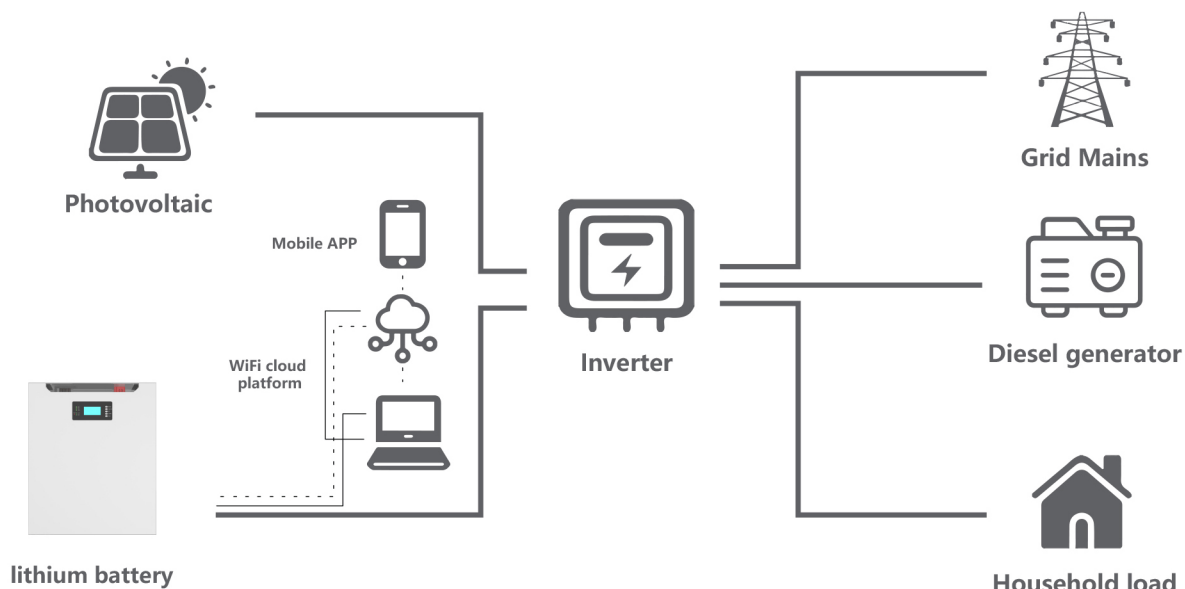 Grid Mains
Photovoltaic
Mobile APP
Inverter
Diesel generator
WiFi cloud
platform
lithium battery
Household load